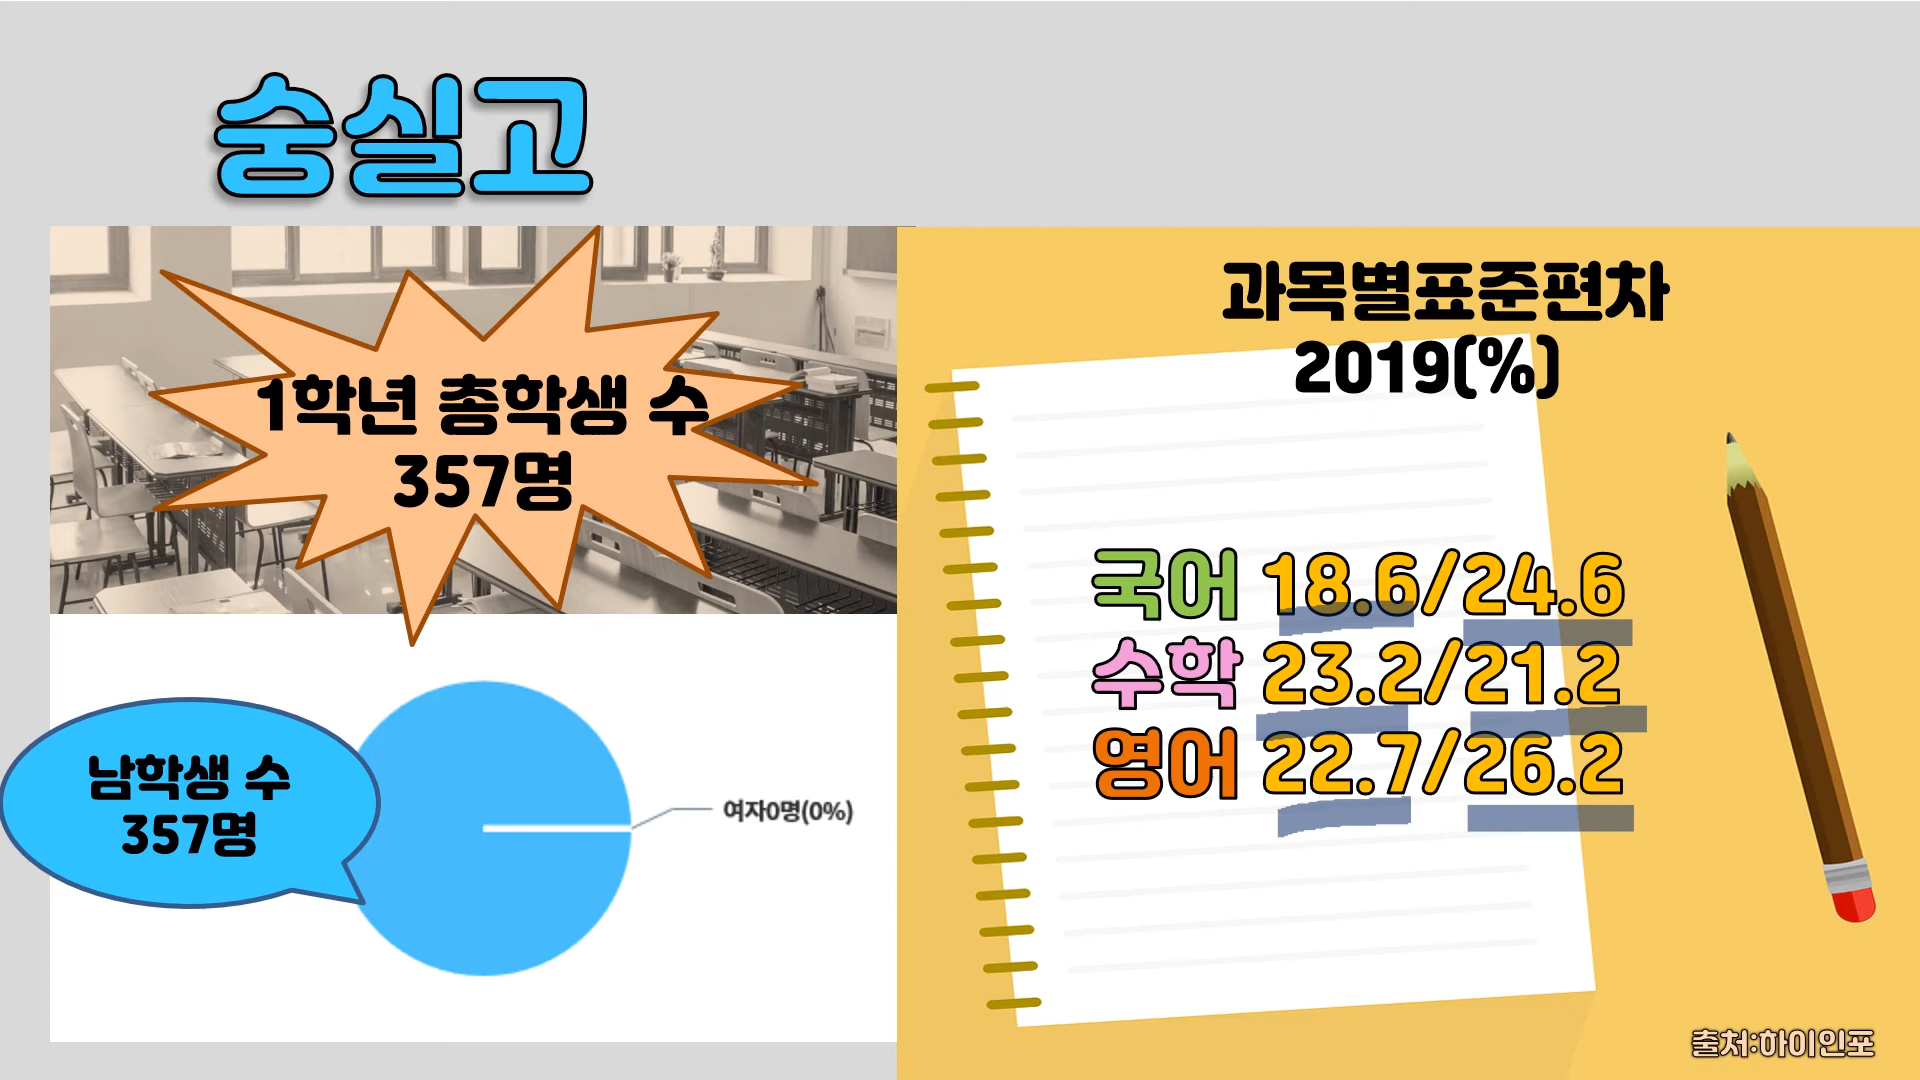 숭실고
1학년 총학생 수
357명
남학생 수
357명
여자0명(0%)
과목별표준편차
2019(%)
국어 18.6/24.6
수학 23.2/21.2
영어 22.7/26.2
출처:하이인포